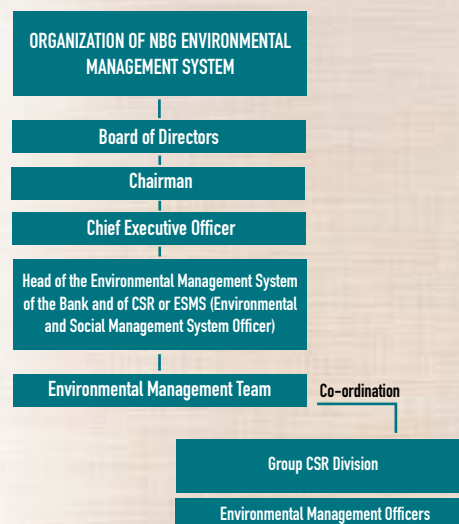 ORGANIZATION OF NBG ENVIRONMENTAL
MANAGEMENT SYSTEM
Board of Directors
Chairman
Chief Executive Officer
Head of the Environmental Management System
of the Bank and of CSR or ESMS (Environmental
and Social Management System Officer)
Environmental Management Team
Co-ordination
Group CSR Division
Environmental Management Officers